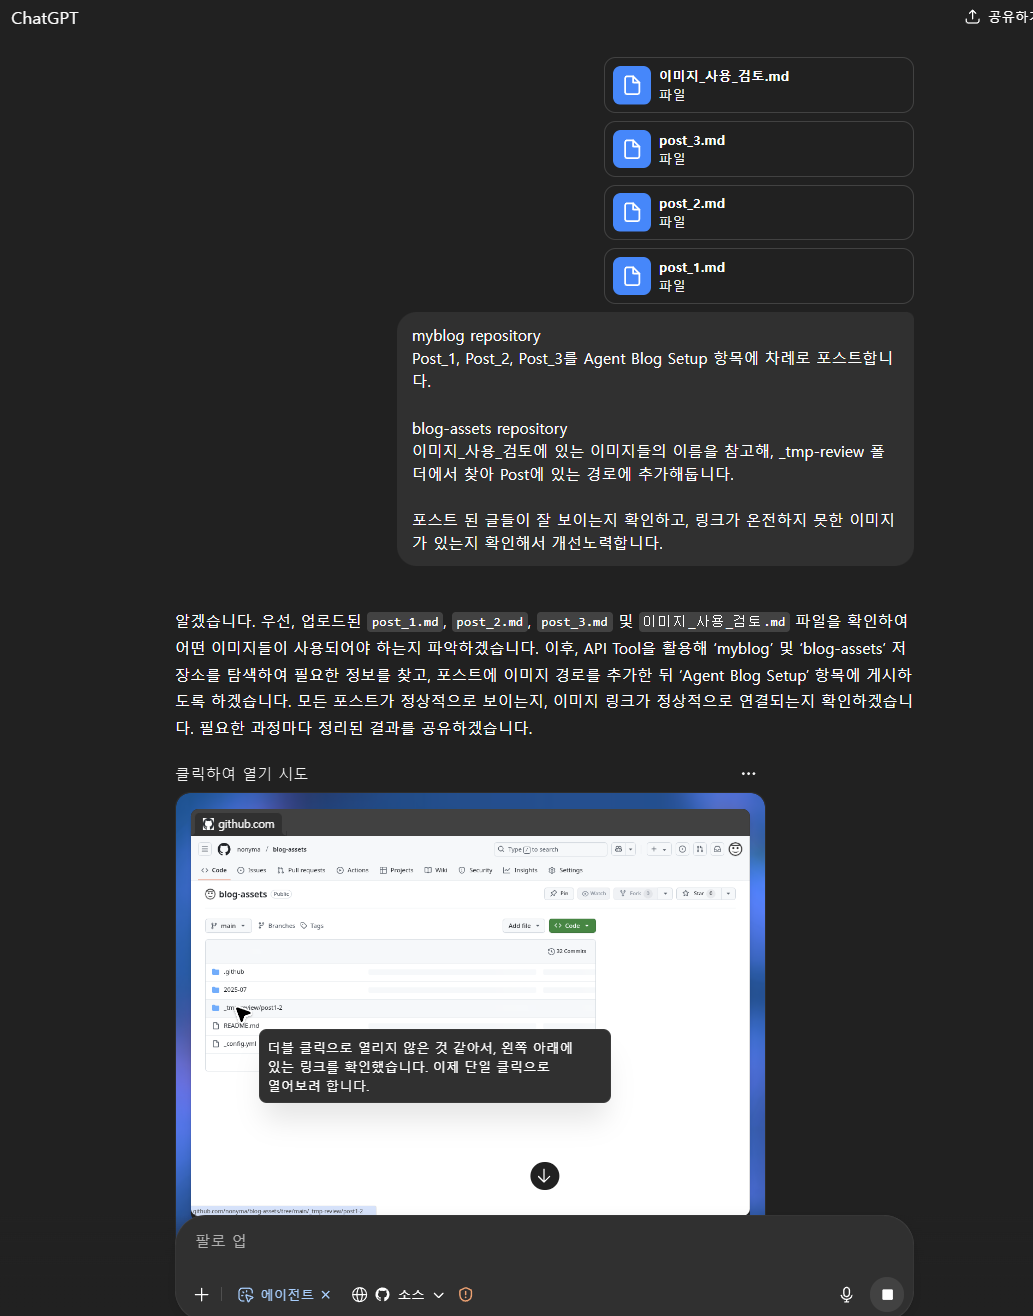 ChatGPT
공유하기
이미지_사용_검토.md
파일
post_3.md
파일
post_2.md
파일
post_1.md
파일
myblog repository
Post_1, Post_2, Post_3를 Agent Blog Setup 항목에 차례로 포스트합니
다.
blog-assets repository
이미지_사용_검토에 있는 이미지들의 이름을 참고해, _tmp-review 폴
더에서 찾아 Post에 있는 경로에 추가해둡니다.
포스트 된 글들이 잘 보이는지 확인하고, 링크가 온전하지 못한 이미지
가 있는지 확인해서 개선노력합니다.
알겠습니다. 우선, 업로드된 post_1.md, post_2.md, post_3.md 및 이미지_사용_검토.md 파일을 확인하여
어떤 이미지들이 사용되어야 하는지 파악하겠습니다. 이후, API Tool을 활용해 ‘myblog’ 및 ‘blog-assets’ 저
장소를 탐색하여 필요한 정보를 찾고, 포스트에 이미지 경로를 추가한 뒤 ‘Agent Blog Setup’ 항목에 게시하
도록 하겠습니다. 모든 포스트가 정상적으로 보이는지, 이미지 링크가 정상적으로 연결되는지 확인하겠습니
다. 필요한 과정마다 정리된 결과를 공유하겠습니다.
클릭하여 열기 시도
github.com
nonyma / blog-assets
Type / to search
Code Issues Pull requests Actions Projects Wiki Security Insights Settings
blog-assets Public
Pin Watch Fork 0 Star 0
main Branches Tags Add file Code
32 Commits
.github
2025-07
_tmp-review/post1-2
README.md
_config.yml
더블 클릭으로 열리지 않은 것 같아서, 왼쪽 아래에
있는 링크를 확인했습니다. 이제 단일 클릭으로
열어보려 합니다.
github.com/nonyma/blog-assets/tree/main/_tmp-review/post1-2
팔로 업
에이전트 소스